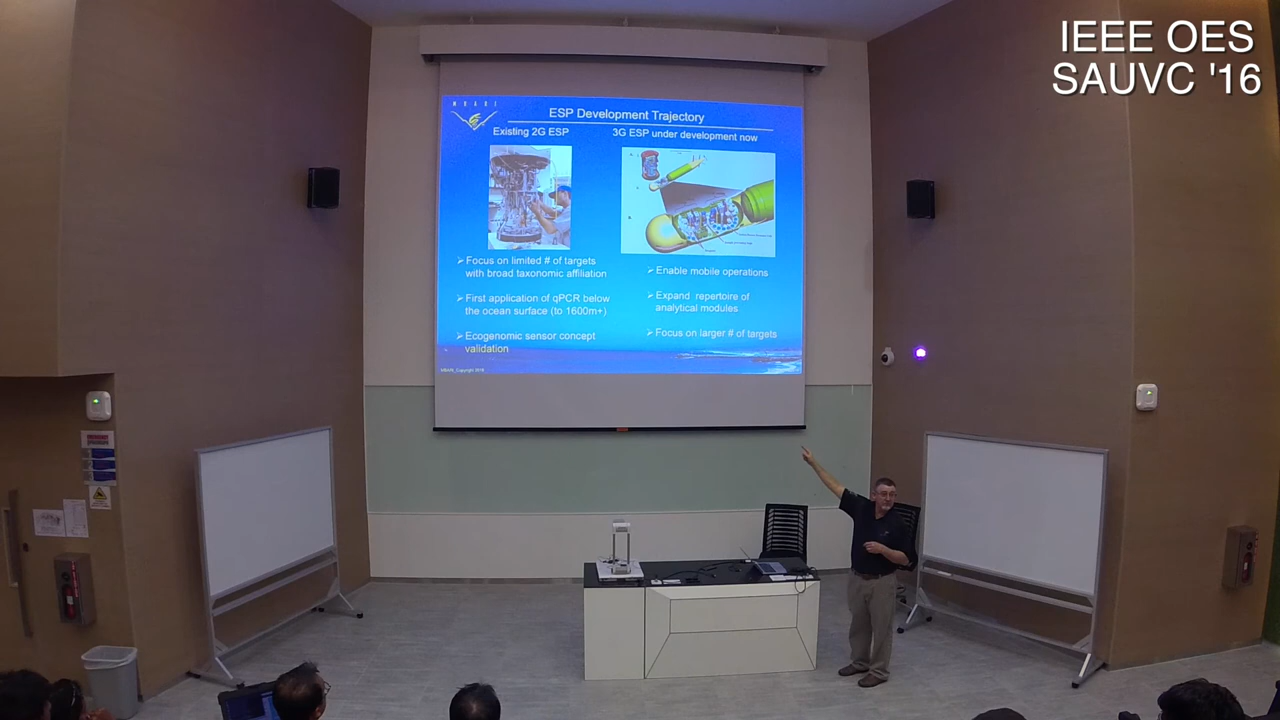 IEEE OES
SAUVC '16
MBARI
ESP Development Trajectory
Existing 2G ESP
3G ESP under development now
Focus on limited # of targets
with broad taxonomic affiliation
First application of qPCR below
the ocean surface (to 1600m+)
Ecogenomic sensor concept
validation
Enable mobile operations
Expand repertoire of
analytical modules
Focus on larger # of targets